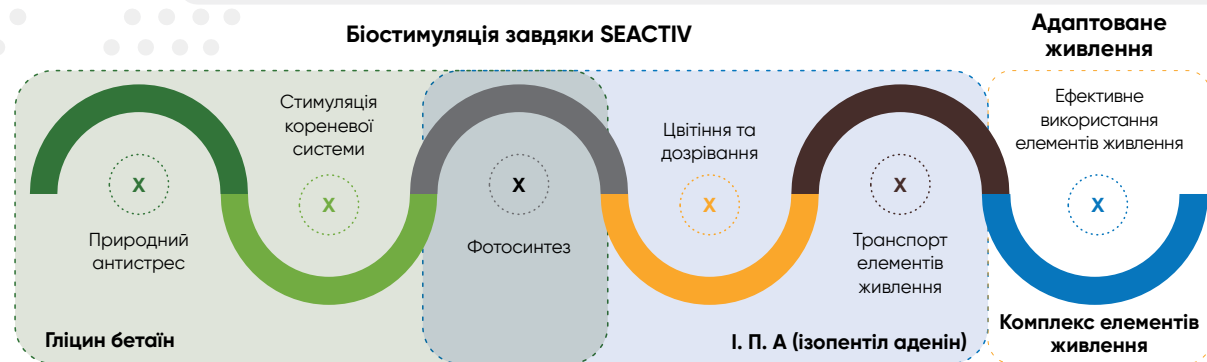 Біостимуляція завдяки SEACTIV
Адаптоване
живлення
X
Природний
антистрес
Стимуляція
кореневої
системи
X
X
Фотосинтез
Цвітіння та
дозрівання
X
X
Транспорт
елементів
живлення
Ефективне
використання
елементів живлення
X
Гліцин бетаїн
І. П. А (ізопентіл аденін)
Комплекс елементів
живлення